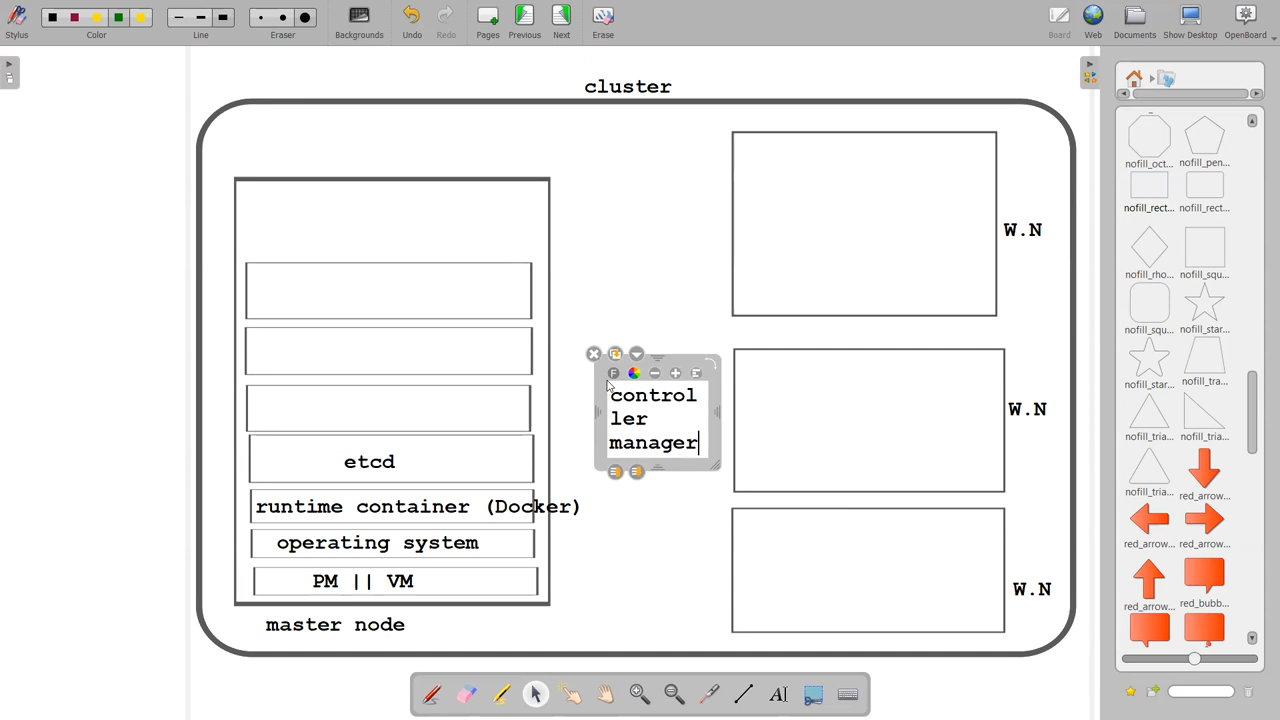 Stylus
Color
Line
Eraser
Backgrounds
Undo
Redo
Pages
Previous
Next
Erase
Board
Web
Documents
Show Desktop
OpenBoard
cluster
W.N
control
ler
manager
W.N
etcd
runtime container (Docker)
operating system
PM || VM
W.N
master node
nofill_oct...
nofill_pen...
nofill_rect...
nofill_rect...
nofill_rho...
nofill_squ...
nofill_squ...
nofill_star...
nofill_star...
nofill_tra...
nofill_tria...
nofill_tria...
nofill_tria...
red_arrow...
red_arrow...
red_arrow...
red_arrow...
red_bubb...